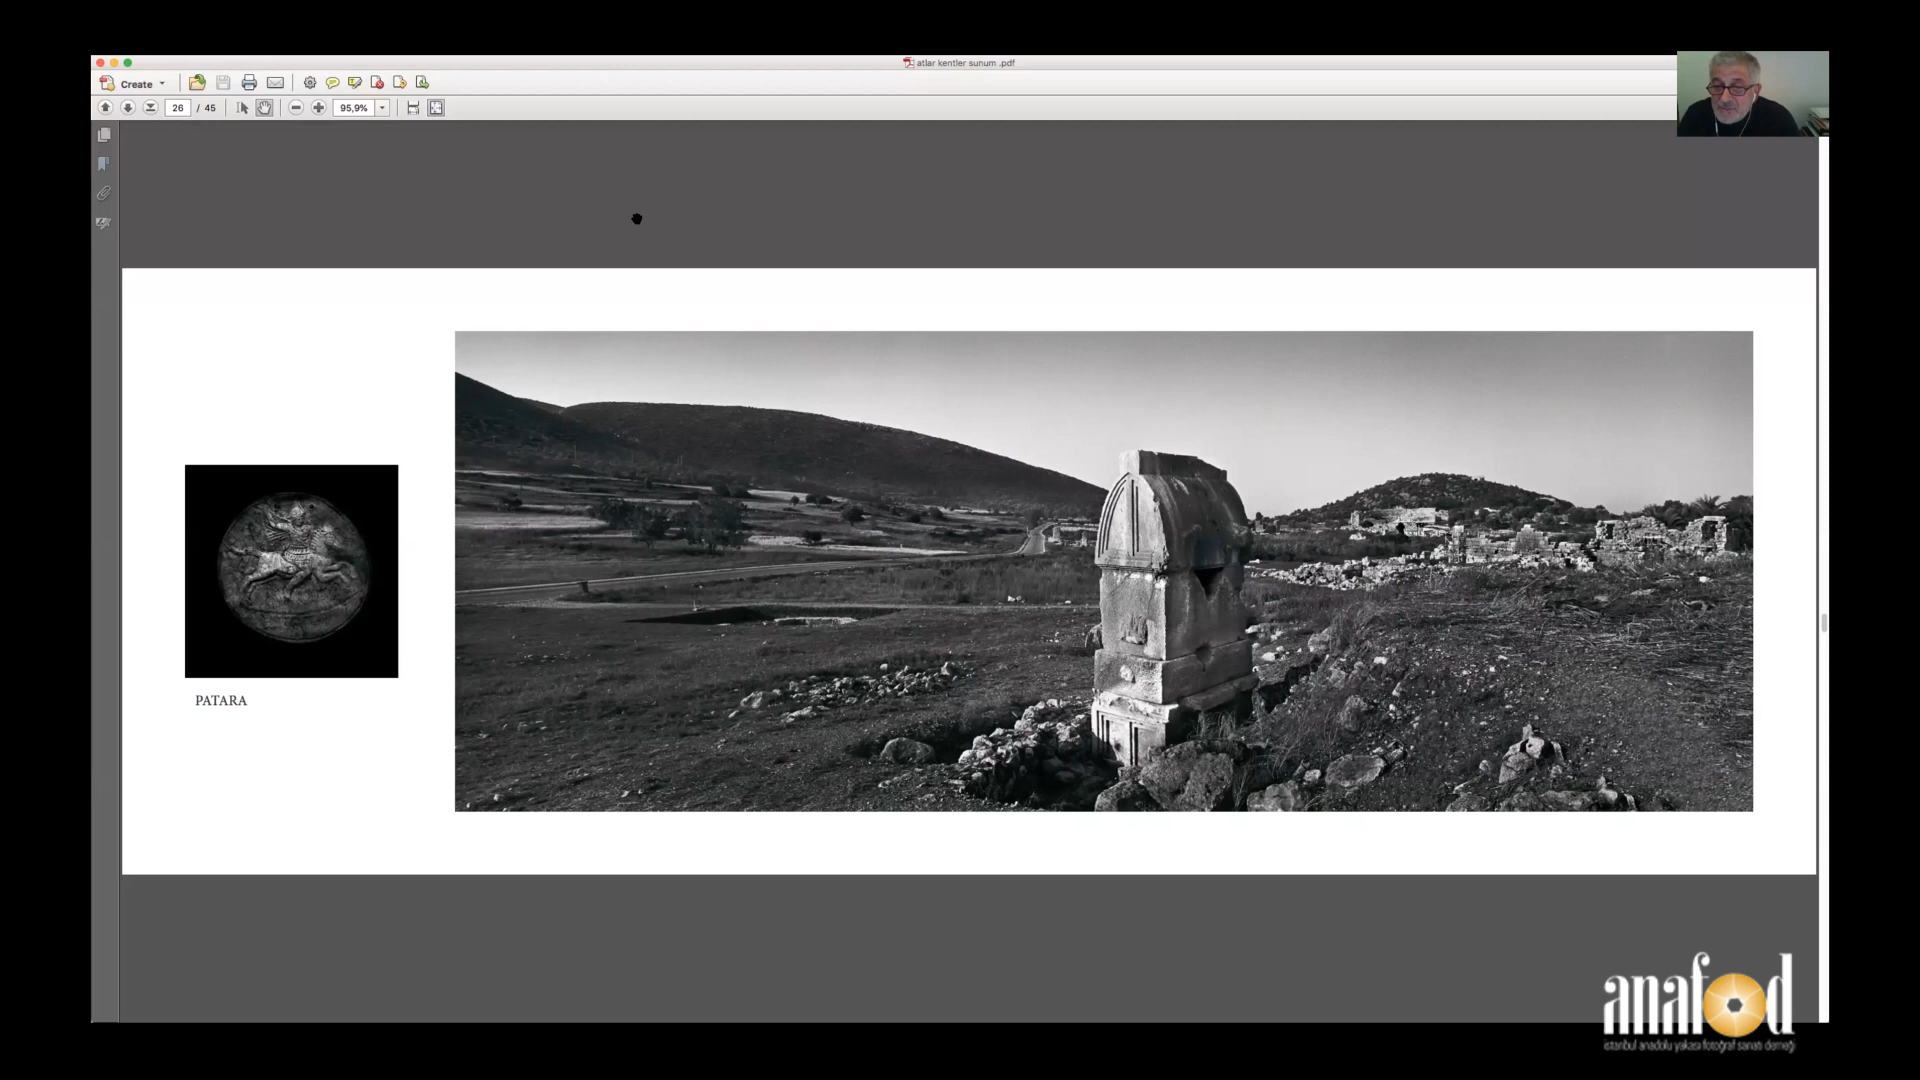 atlar kentler sunum .pdf
Create
26 / 45
95,9%
PATARA
anafod
istanbul anadolu yakası fotoğraf sanatı derneği